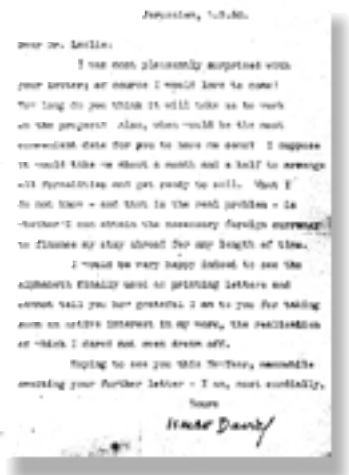 Jerusalem, 1.9.50.
Dear Dr. Leslie:
I was most pleasantly surprised with
your letter; of course I would love to come!
How long do you think it will take us to work
on the project? Also, when would be the most
convenient date for you to have me come? I suppose
it would take me about a month and a half to arrange
all formalities and get ready to sail. What I
do not know - and that is the real problem - is
whether I can obtain the necessary foreign currency
to finance my stay abroad for any length of time.
I would be very happy indeed to see the
alphabets finally used as printing letters and
cannot tell you how grateful I am to you for taking
such an active interest in my work, the realisation
of which I dared not even dream off.
Hoping to see you this meanwhile
awaiting your further letter - I am, most cordially,
Yours
Ismar David